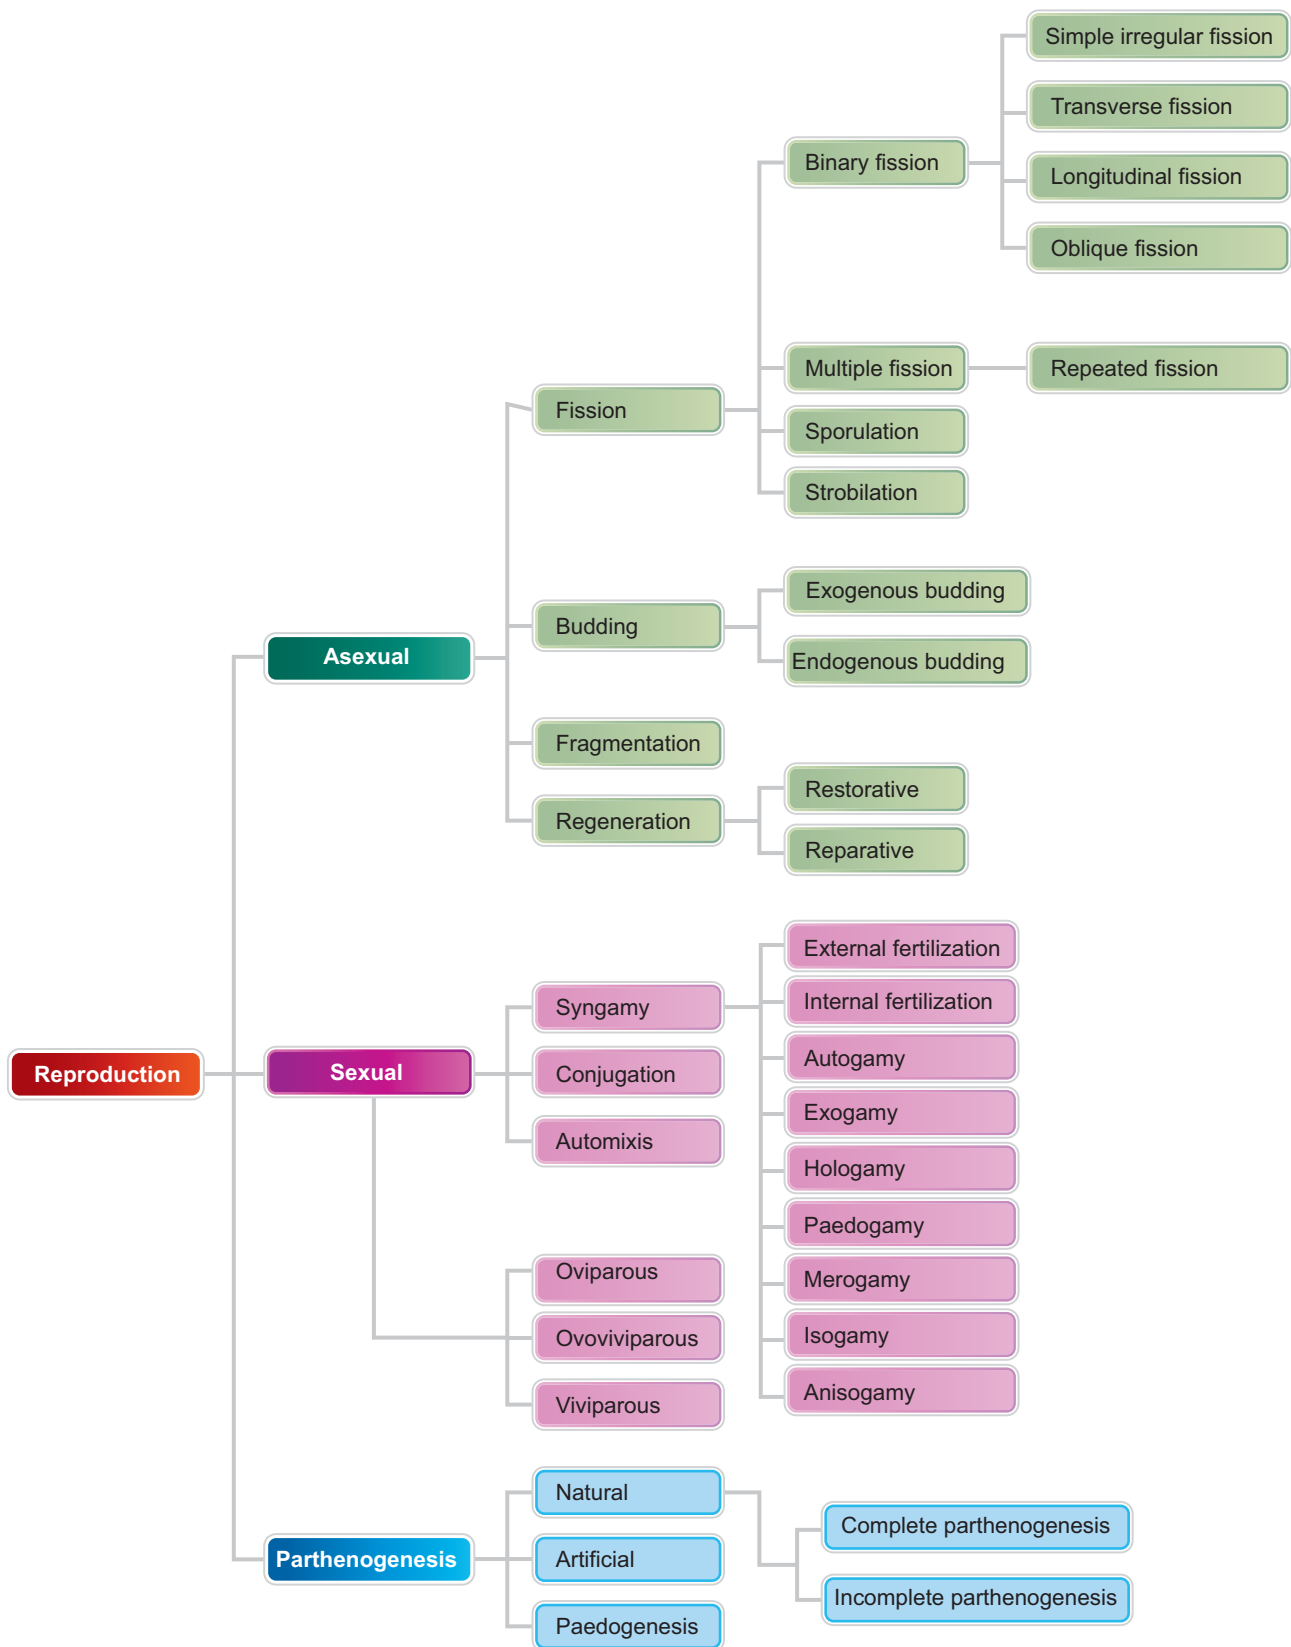 Simple irregular fission
Transverse fission
Binary fission
Longitudinal fission
Oblique fission
Multiple fission
Repeated fission
Fission
Sporulation
Strobilation
Exogenous budding
Budding
Endogenous budding
Asexual
Fragmentation
Restorative
Regeneration
Reparative
External fertilization
Syngamy
Internal fertilization
Autogamy
Reproduction
Sexual
Conjugation
Exogamy
Automixis
Hologamy
Paedogamy
Oviparous
Merogamy
Ovoviviparous
Isogamy
Viviparous
Anisogamy
Natural
Complete parthenogenesis
Parthenogenesis
Artificial
Incomplete parthenogenesis
Paedogenesis